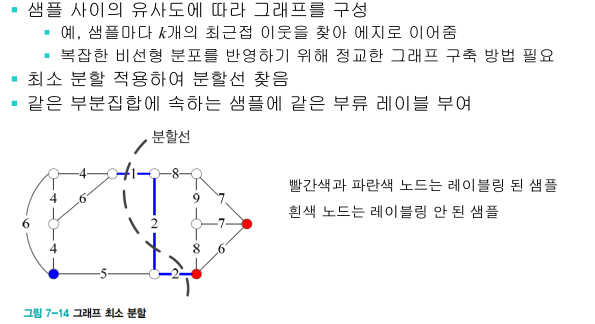 샘플 사이의 유사도에 따라 그래프를 구성
예, 샘플마다 k개의 최근접 이웃을 찾아 에지로 이어줌
복잡한 비선형 분포를 반영하기 위해 정교한 그래프 구축 방법 필요
최소 분할 적용하여 분할선 찾음
같은 부분집합에 속하는 샘플에 같은 부류 레이블 부여
분할선
4 1 8
4 6 9 7
6 2 7
4 8 6
5 2
빨간색과 파란색 노드는 레이블링 된 샘플
흰색 노드는 레이블링 안 된 샘플
그림 7-14 그래프 최소 분할